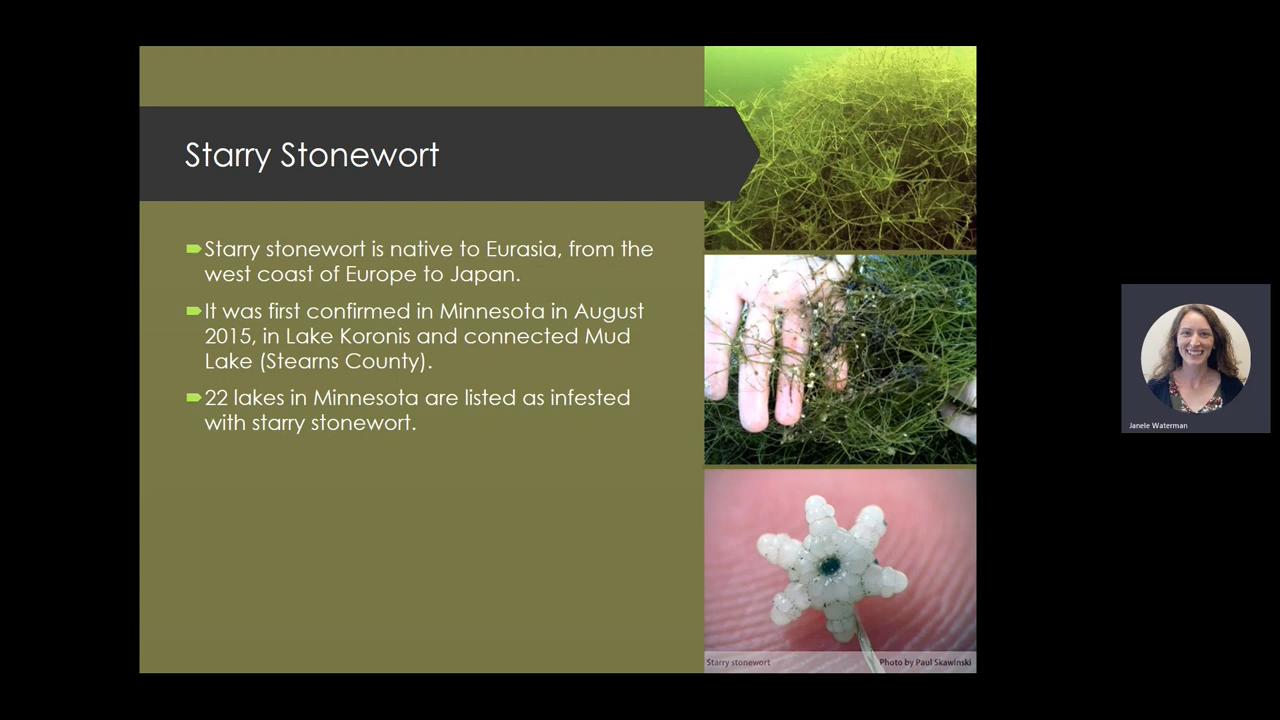 Starry Stonewort
Starry stonewort is native to Eurasia, from the
west coast of Europe to Japan.
It was first confirmed in Minnesota in August
2015, in Lake Koronis and connected Mud
Lake (Stearns County).
22 lakes in Minnesota are listed as infested
with starry stonewort.
Starry stonewort
Photo by Paul Skawinski
Janele Waterman